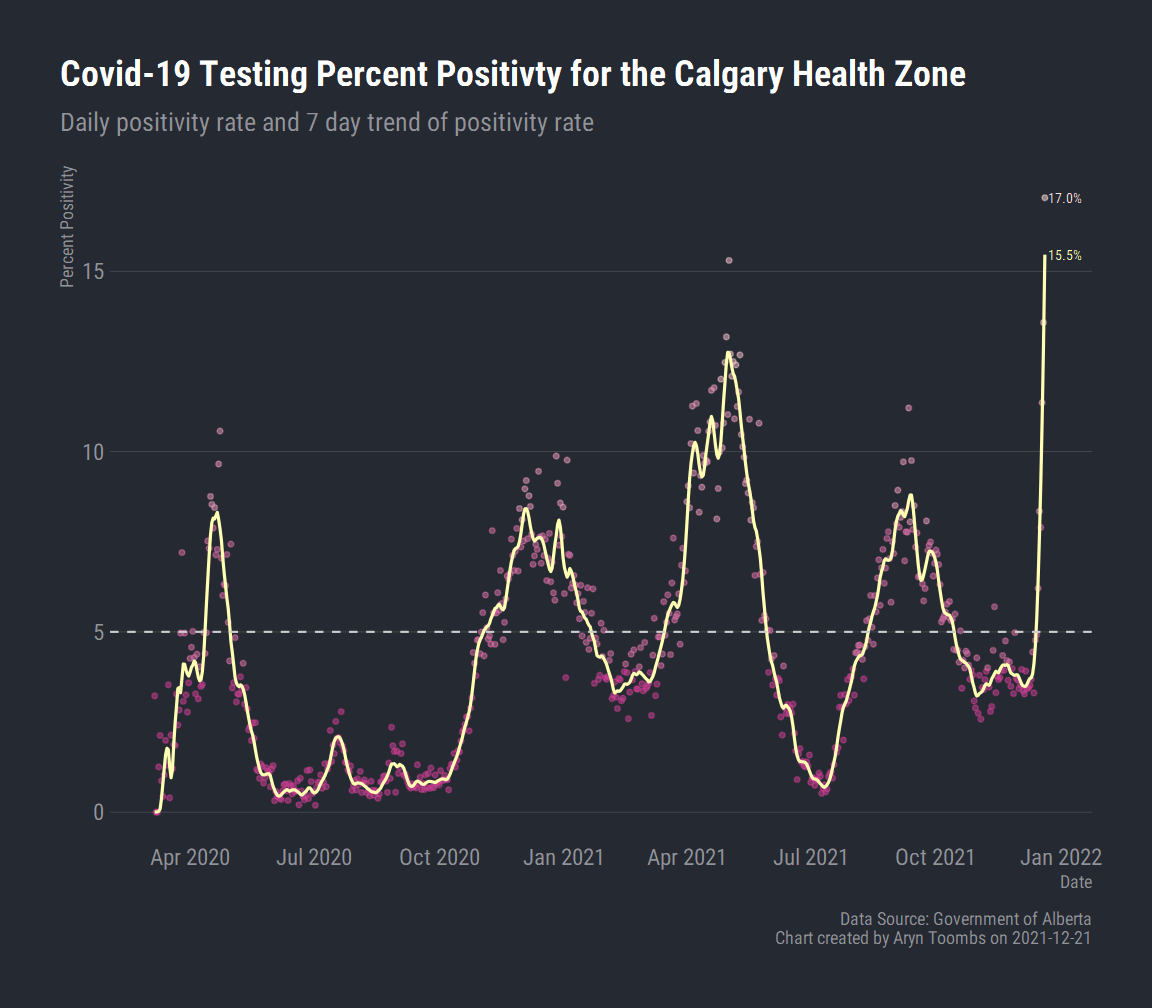 Covid-19 Testing Percent Positivty for the Calgary Health Zone
Daily positivity rate and 7 day trend of positivity rate
Percent Positivity
17.0%
15.5%
15
10
5
0
Apr 2020 Jul 2020 Oct 2020 Jan 2021 Apr 2021 Jul 2021 Oct 2021 Jan 2022
Date
Data Source: Government of Alberta
Chart created by Aryn Toombs on 2021-12-21